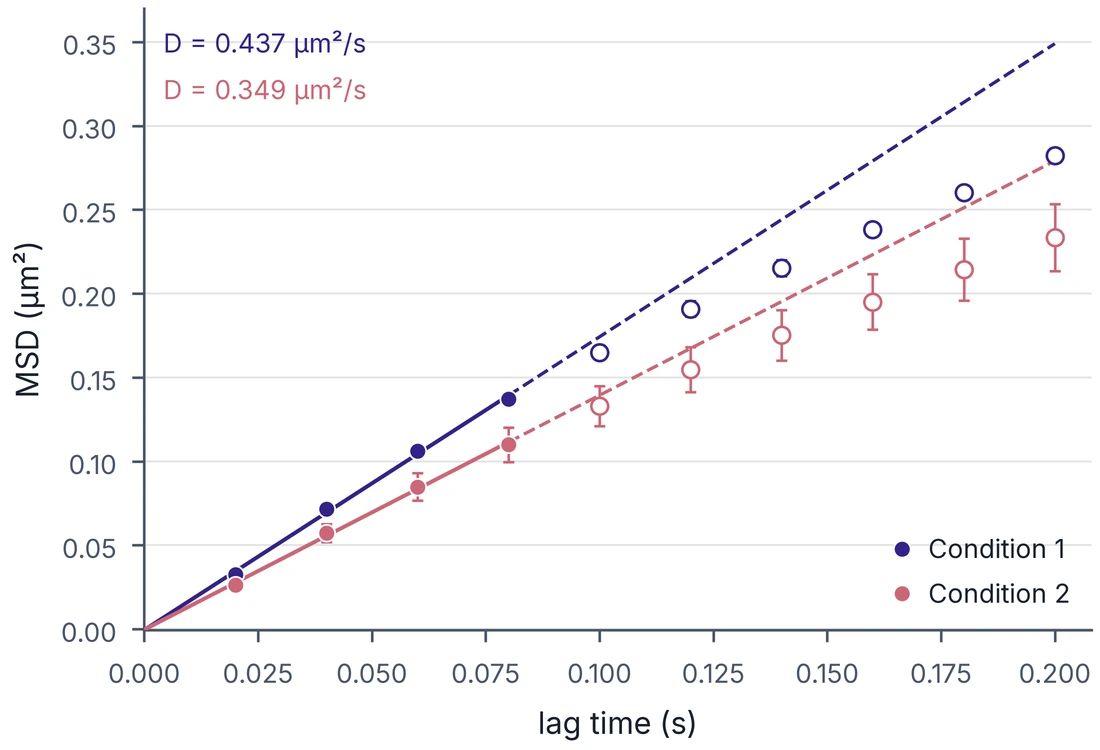 D = 0.437 µm²/s
D = 0.349 µm²/s
MSD (µm²)
0.35
0.30
0.25
0.20
0.15
0.10
0.05
0.00
Condition 1
Condition 2
0.000 0.025 0.050 0.075 0.100 0.125 0.150 0.175 0.200
lag time (s)